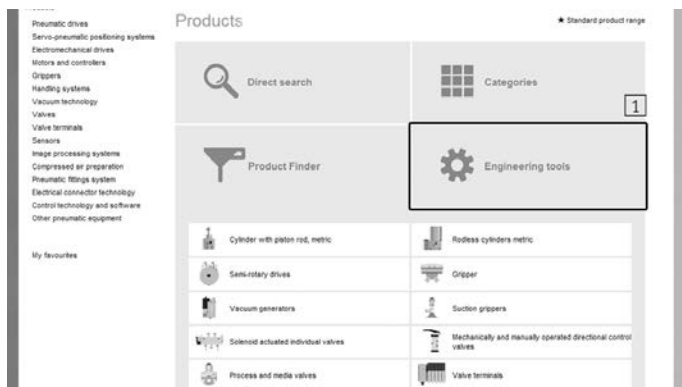 Products
★ Standard product range
Pneumatic drives
Servo-pneumatic positioning systems
Electromechanical drives
Motors and controllers
Grippers
Handling systems
Vacuum technology
Valves
Valve terminals
Sensors
Image processing systems
Compressed air preparation
Pneumatic fittings system
Electrical connector technology
Control technology and software
Other pneumatic equipment
My favourites
Direct search
Categories
1
Product Finder
Engineering tools
Cylinder with piston rod, metric
Rodless cylinders metric
Semi-rotary drives
Gripper
Vacuum generators
Suction grippers
Solenoid actuated individual valves
Mechanically and manually operated directional control
valves
Process and media valves
Valve terminals